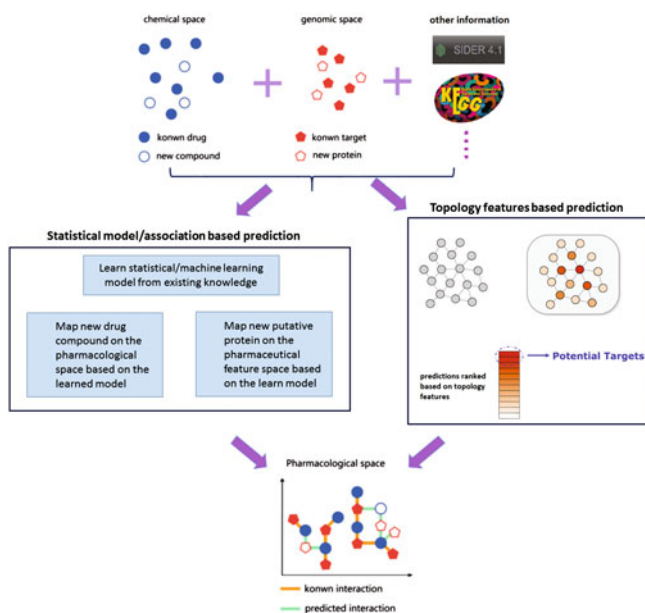 chemical space
genomic space
other information
SIDER 4.1
KEGG
konwn drug
new compound
konwn target
new protein
Statistical model/association based prediction
Learn statistical/machine learning
model from existing knowledge
Map new drug
compound on the
pharmacological
space based on the
learned model
Map new putative
protein on the
pharmaceutical
feature space based
on the learn model
Topology features based prediction
Potential Targets
predictions ranked
based on topology
features
Pharmacological space
konwn interaction
predicted interaction